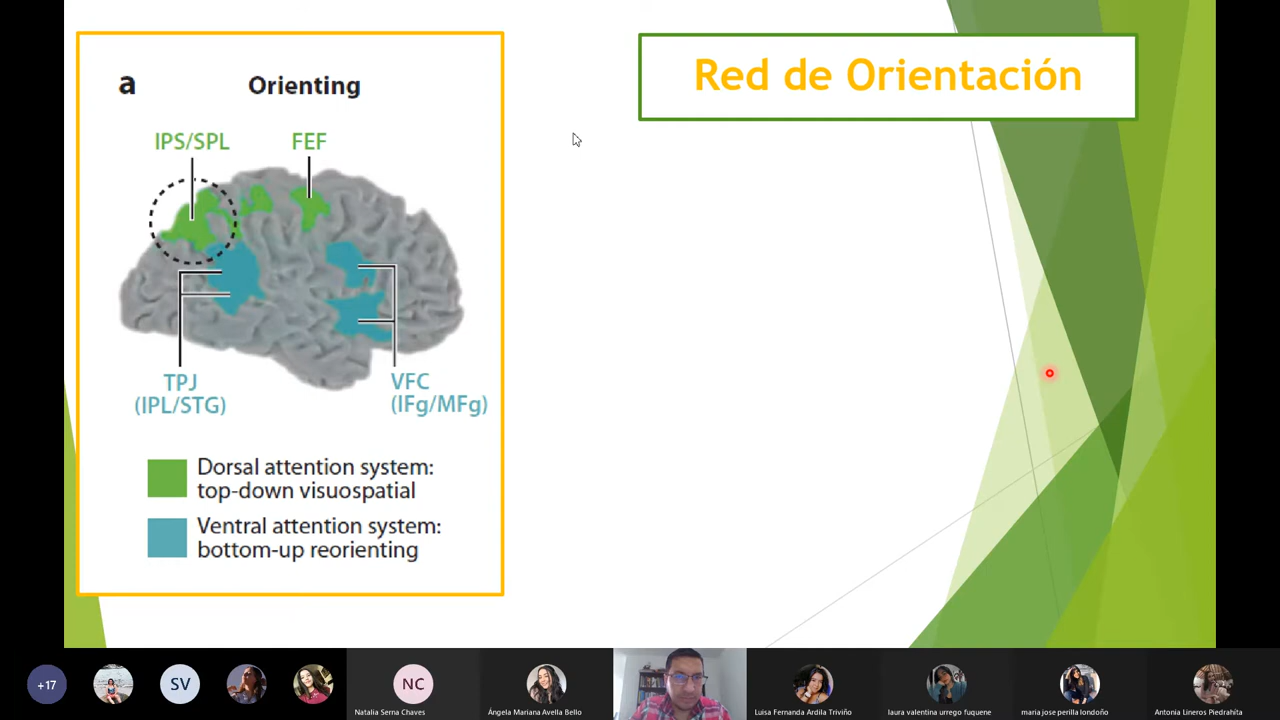 Red de Orientación
a
Orienting
IPS/SPL
FEF
TPJ
(IPL/STG)
VFC
(IFg/MFg)
Dorsal attention system:
top-down visuospatial
Ventral attention system:
bottom-up reorienting
+17
SV
NC
Natalia Serna Chaves
Ángela Mariana Avella Bello
Luisa Fernanda Ardila Triviño
laura valentina urrego fuquene
maria jose perilla londoño
Antonia Lineros Piedrahita